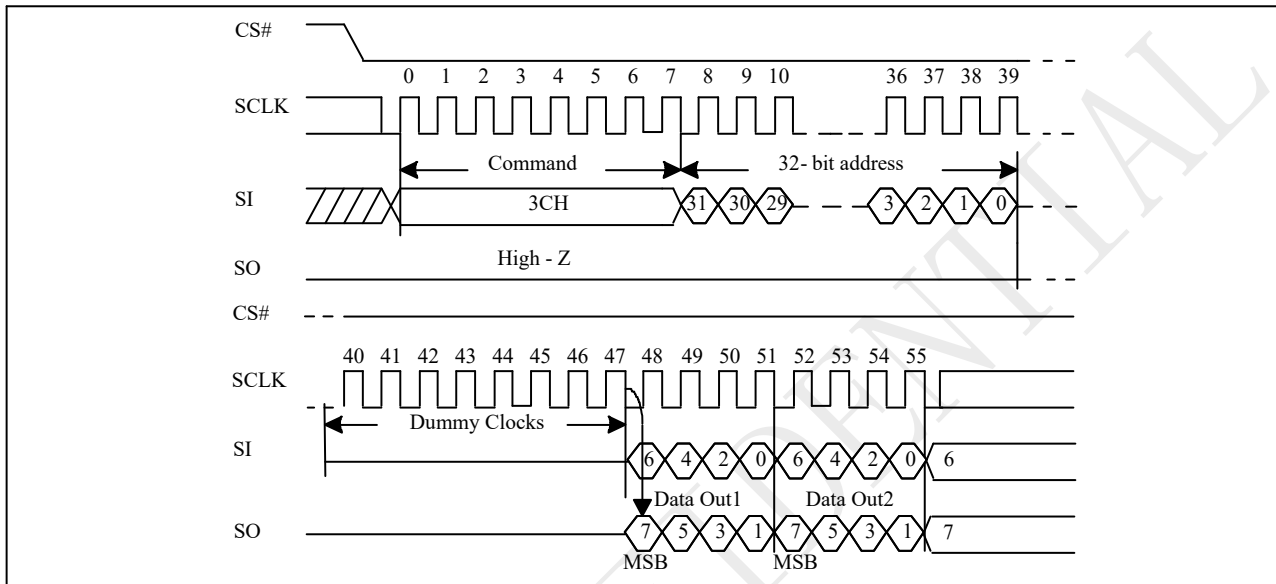 CS#
0 1 2 3 4 5 6 7 8 9 10 36 37 38 39
SCLK
Command 32- bit address
SI 3CH 31 30 29 3 2 1 0
High - Z
SO
CS#
40 41 42 43 44 45 46 47 48 49 50 51 52 53 54 55
SCLK
Dummy Clocks
SI 6 4 2 0 6 4 2 0 6
Data Out1 Data Out2
SO 7 5 3 1 7 5 3 1 7
MSB MSB
IDENTIAL